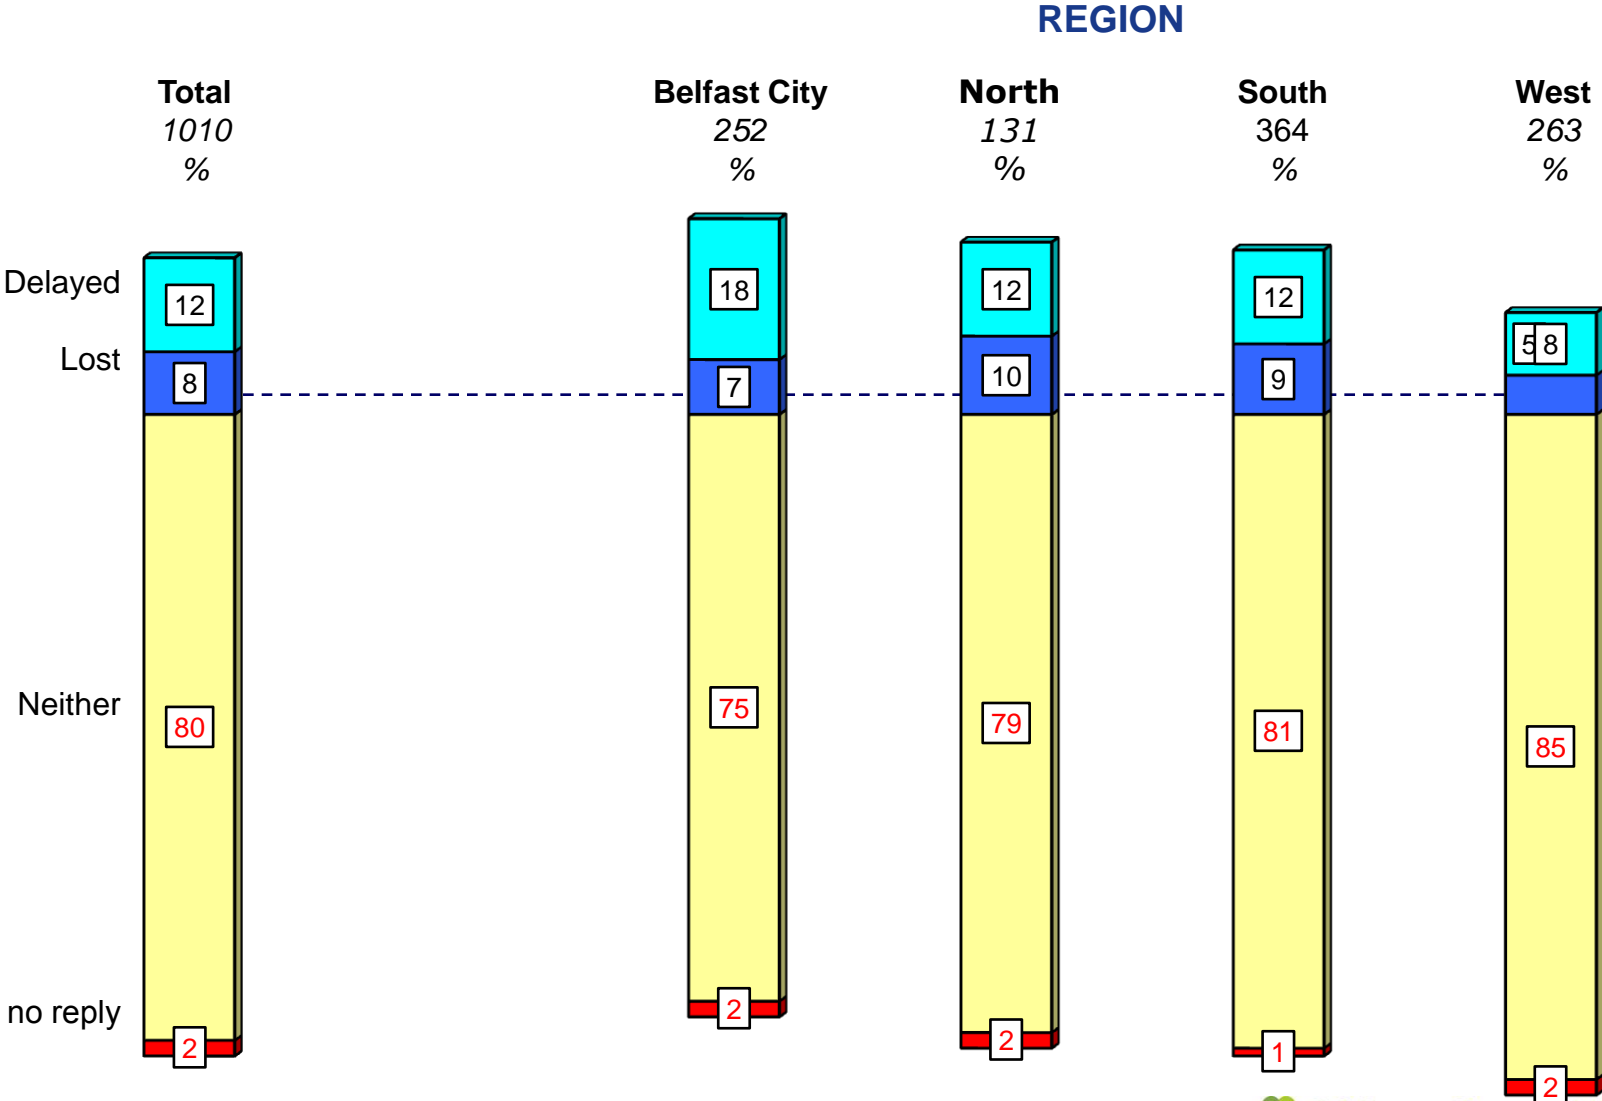 REGION
Total Belfast City North South West
1010 252 131 364 263
% % % % %
Delayed 12 18 12 12 5 8
Lost 8 7 10 9
Neither 80 75 79 81 85
no reply 2 2 2 1 2